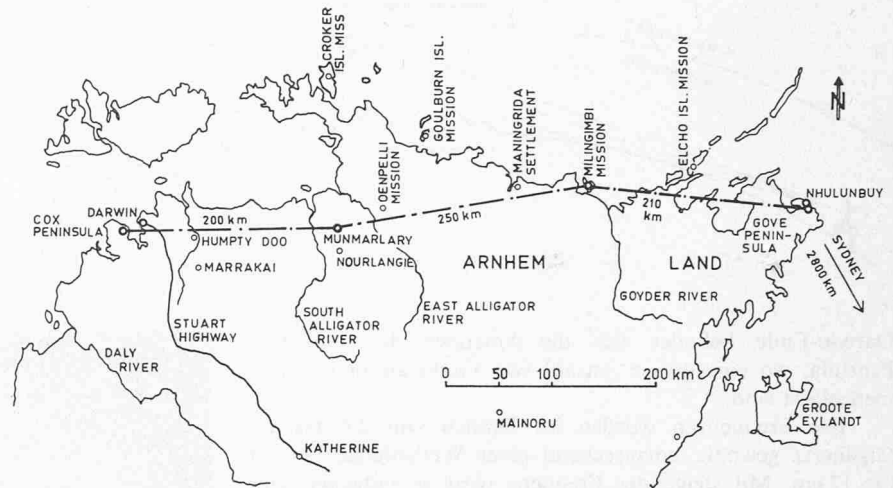 CROKER
ISL. MISS
GOULBURN ISL.
MISSION
MANINGRIDA
SETTLEMENT
MILINGIMBI
MISSION
ELCHO ISL. MISSION
N
OENPELLI
MISSION
COX
PENINSULA
DARWIN
200 km
HUMPTY DOO
MARRAKAI
MUNMARLARY
NOURLANGIE
250 km
210
km
NHULUNBUY
GOVE
PENIN-
SULA
SYDNEY
2800 km
ARNHEM
LAND
STUART
HIGHWAY
SOUTH
ALLIGATOR
RIVER
EAST ALLIGATOR
RIVER
GOYDER RIVER
DALY
RIVER
0 50 100 200 km
MAINORU
KATHERINE
GROOTE
EYLANDT